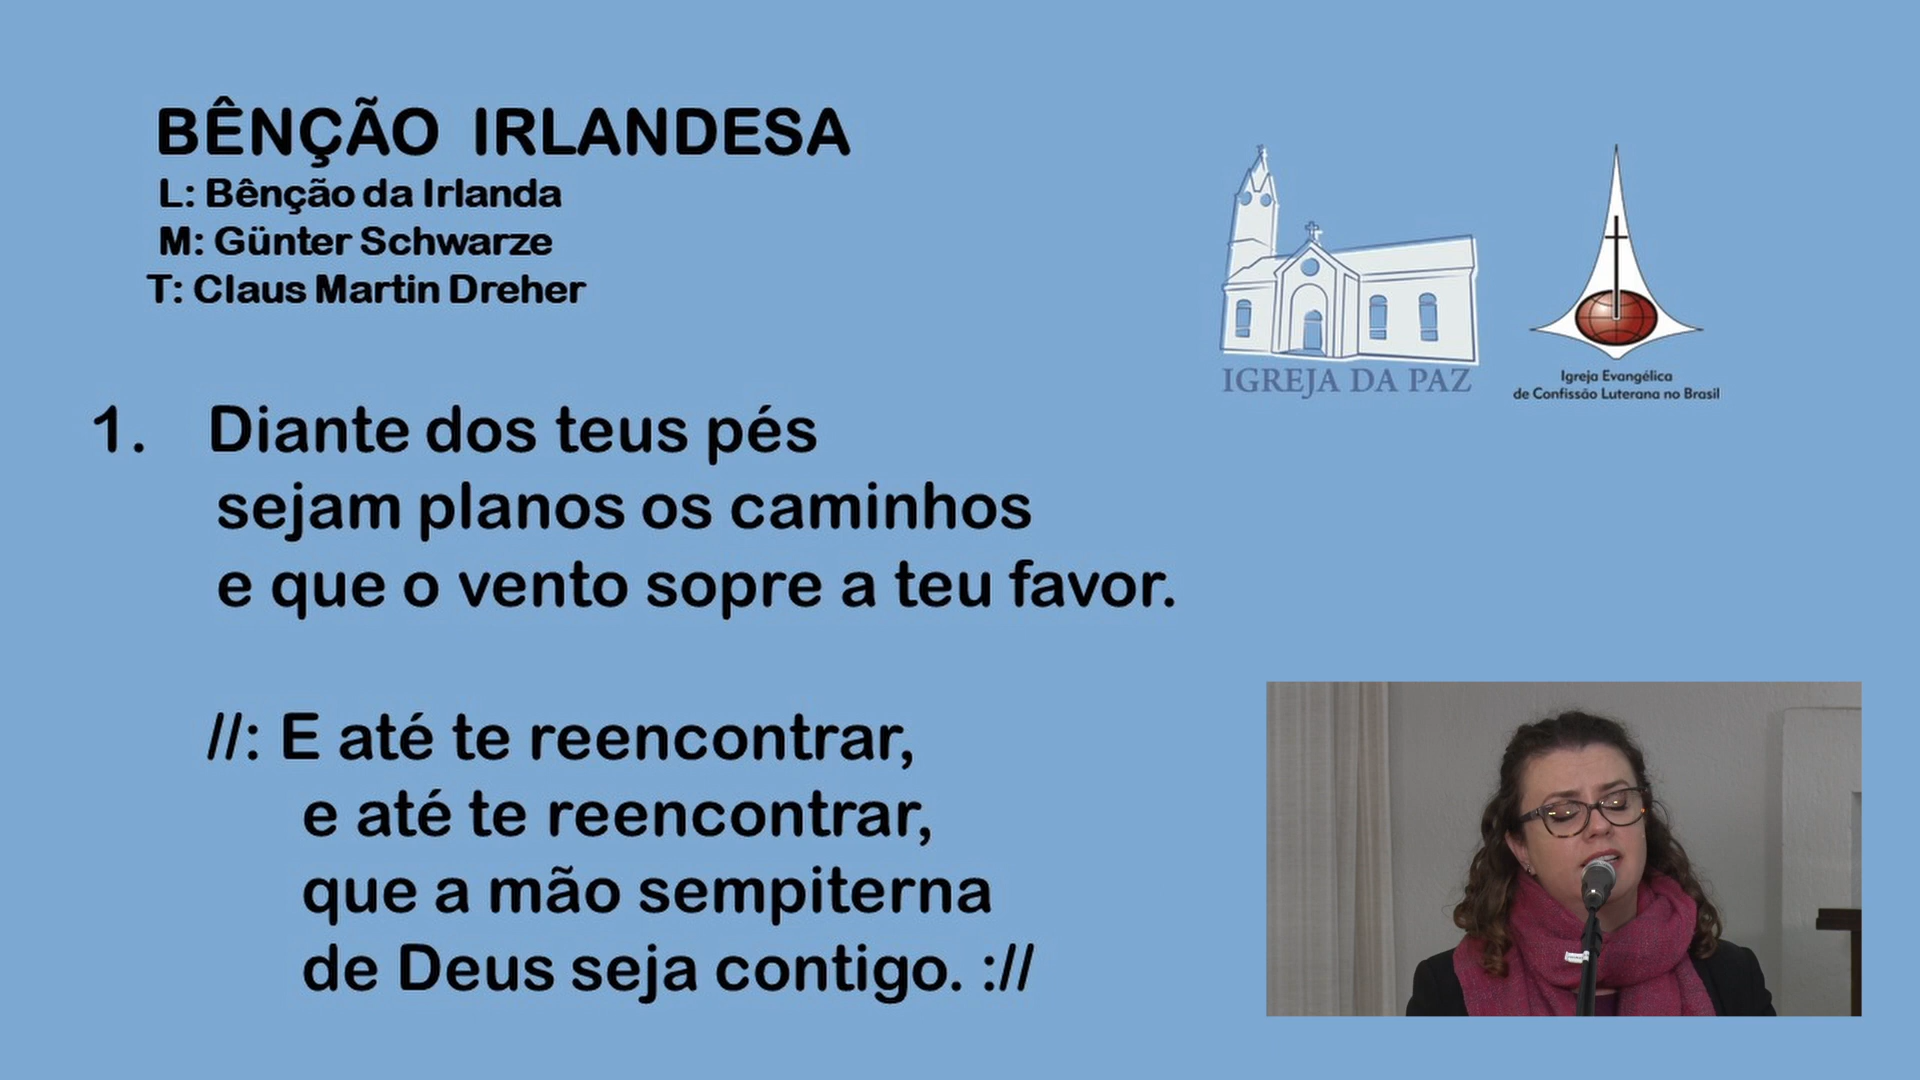 BÊNÇÃO IRLANDESA
L: Bênção da Irlanda
M: Günter Schwarze
T: Claus Martin Dreher
IGREJA DA PAZ
Igreja Evangélica
de Confissão Luterana no Brasil
1. Diante dos teus pés
sejam planos os caminhos
e que o vento sopre a teu favor.
//: E até te reencontrar,
e até te reencontrar,
que a mão sempiterna
de Deus seja contigo. ://